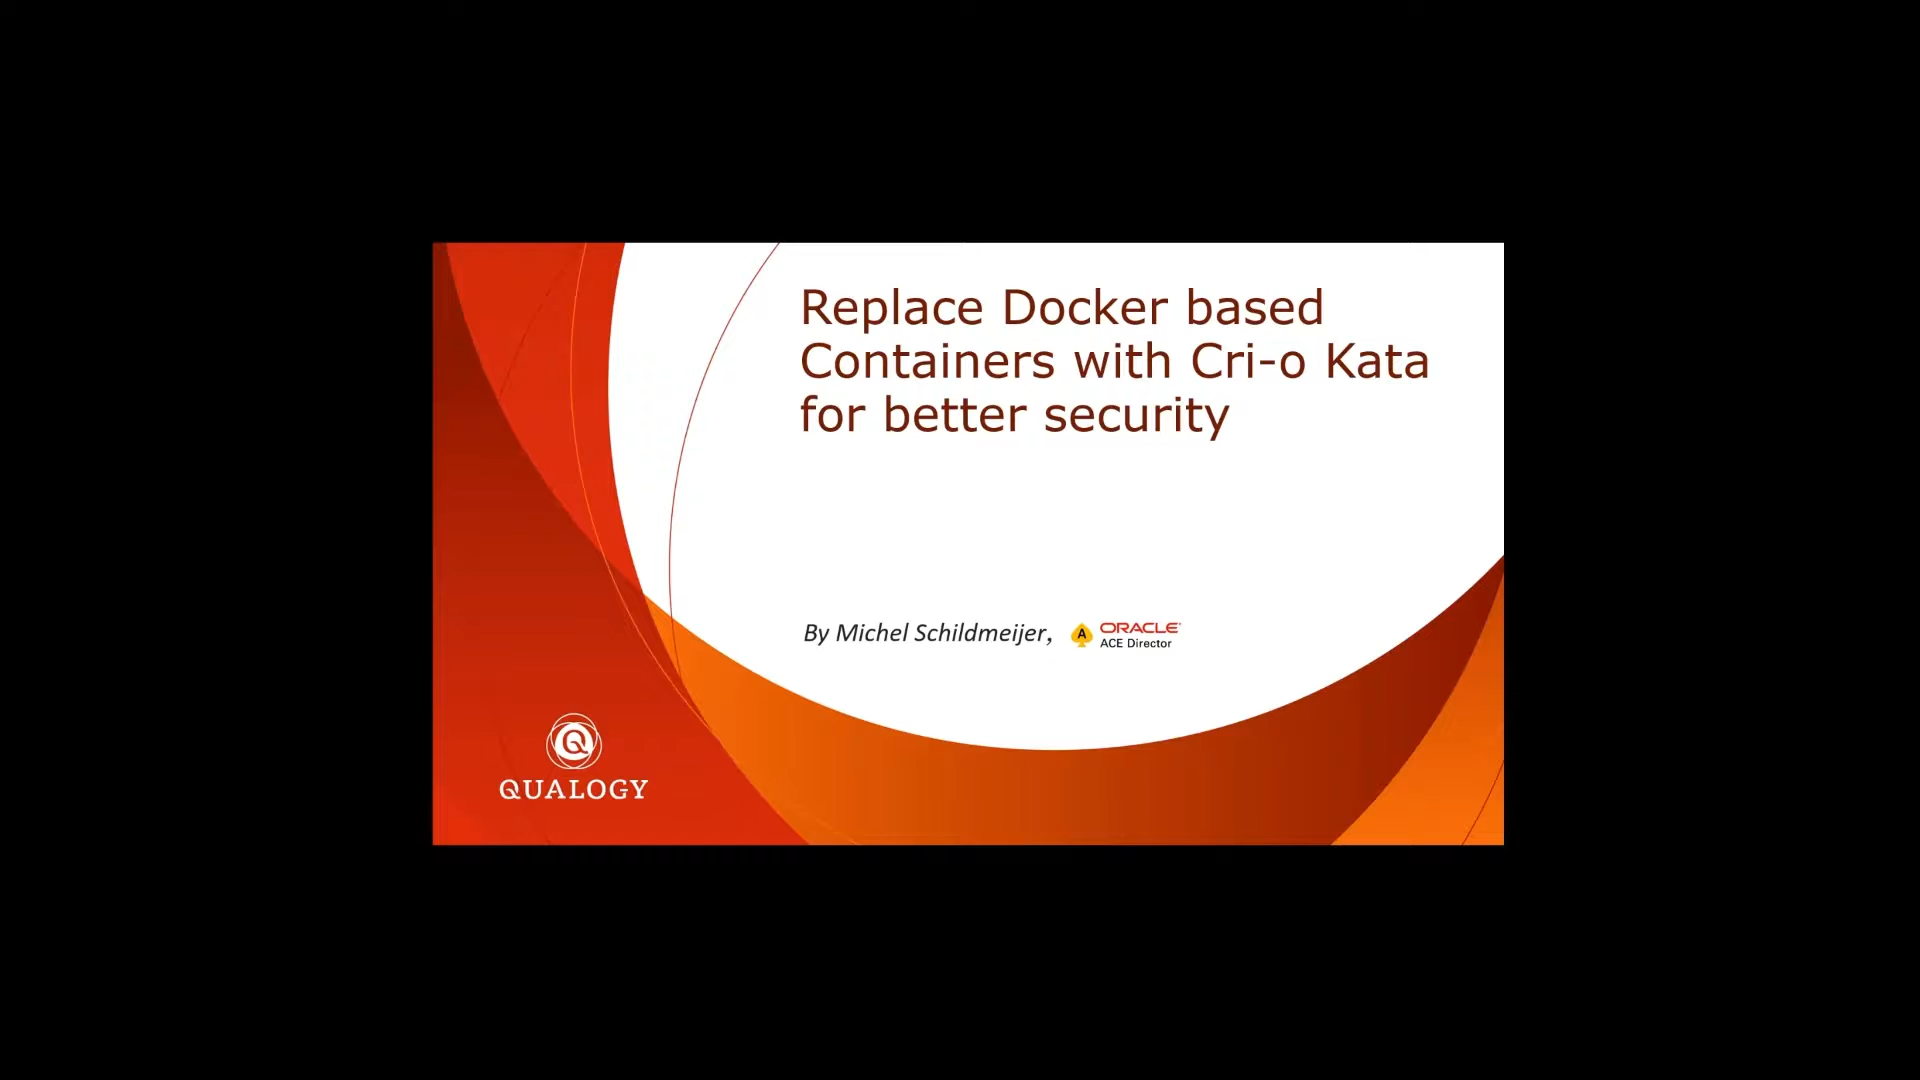 Replace Docker based
Containers with Cri-o Kata
for better security
By Michel Schildmeijer,
A ORACLE
ACE Director
Q
QUALOGY